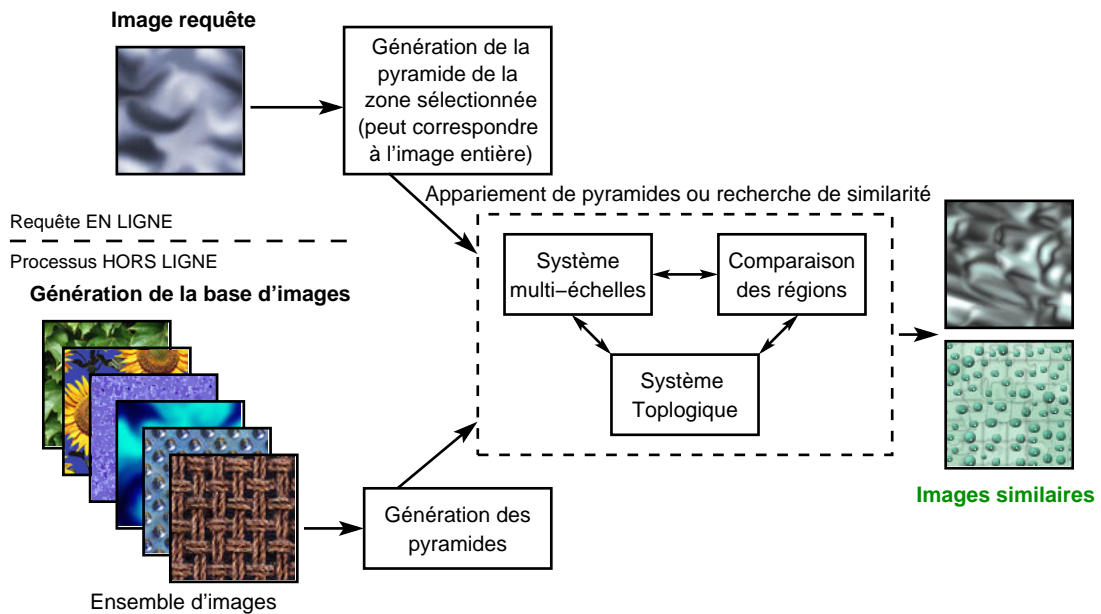 Image requête
Génération de la
pyramide de la
zone sélectionnée
(peut correspondre
à l'image entière)
Appariement de pyramides ou recherche de similarité
Requête EN LIGNE
Processus HORS LIGNE
Génération de la base d'images
Système
multi−échelles
Comparaison
des régions
Système
Toplogique
Images similaires
Génération des
pyramides
Ensemble d'images